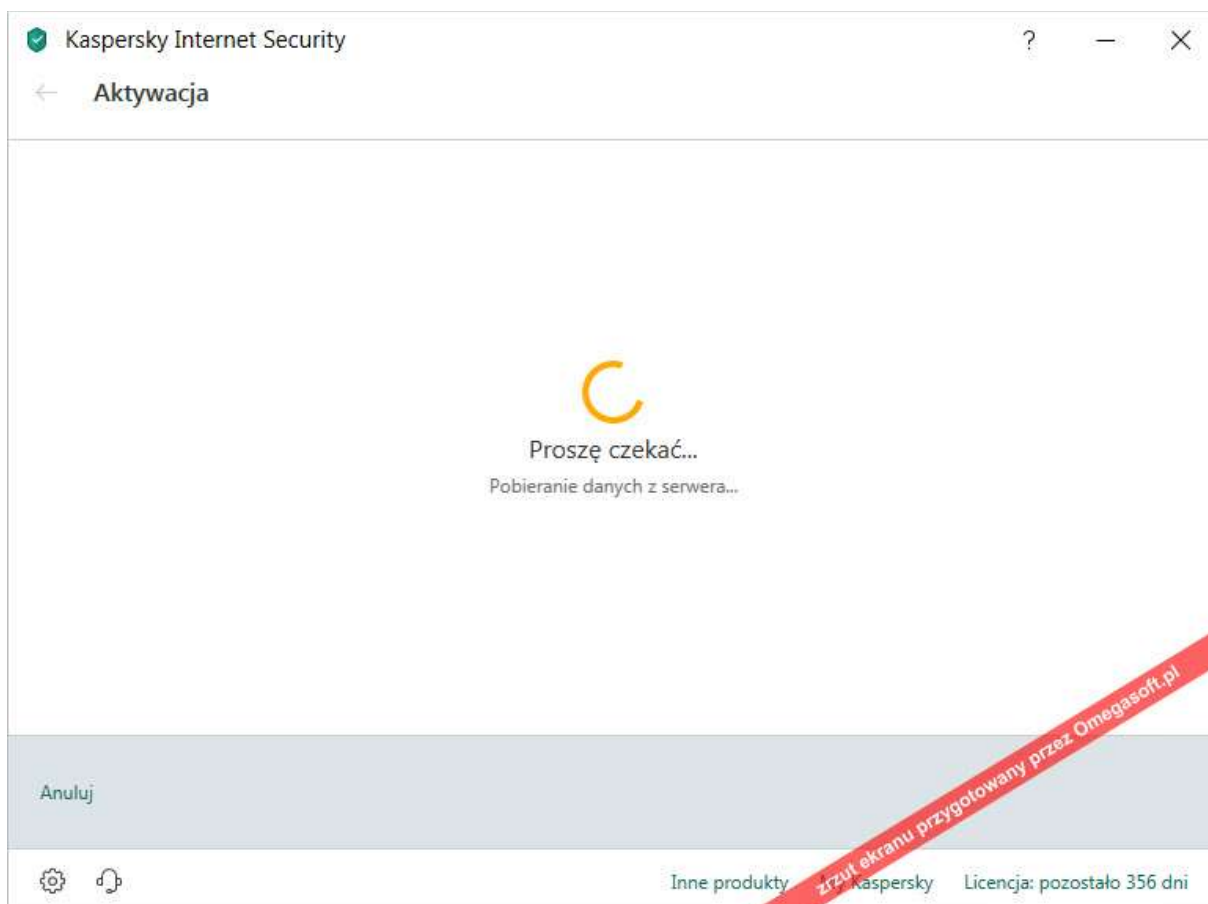 Kaspersky Internet Security
?
Aktywacja
Proszę czekać...
Pobieranie danych z serwera...
Anuluj
Inne produkty Kaspersky Licencja: pozostało 356 dni
zrzut ekranu przygotowany przez Omegasoft.pl